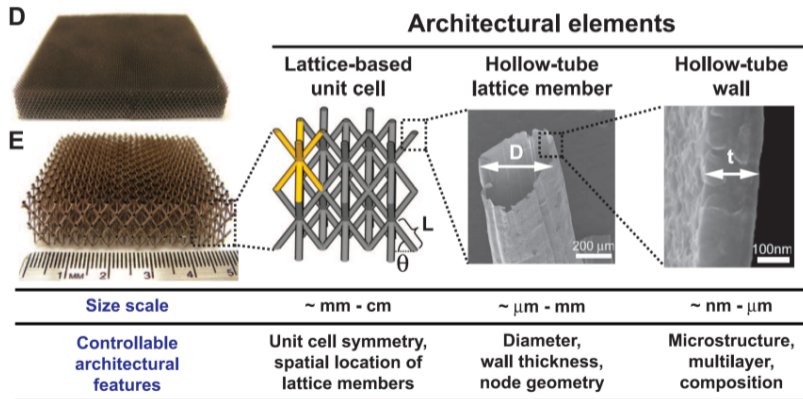 D
E
Architectural elements
Lattice-based
unit cell
Hollow-tube
lattice member
Hollow-tube
wall
L
θ
D
200 μm
t
100nm
1 MM 2 3 4 5
Size scale
~ mm - cm
~ μm - mm
~ nm - μm
Controllable
architectural
features
Unit cell symmetry,
spatial location of
lattice members
Diameter,
wall thickness,
node geometry
Microstructure,
multilayer,
composition